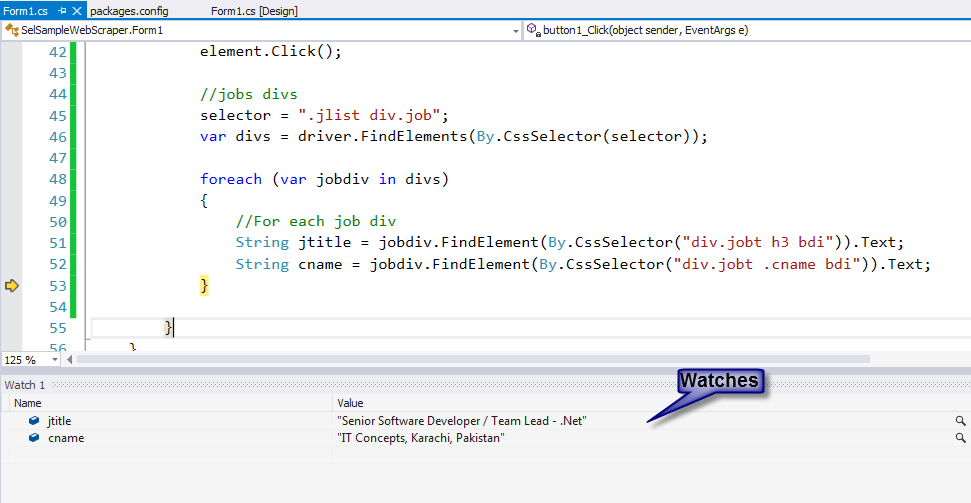 Form1.cs packages.config Form1.cs [Design]
SelSampleWebScraper.Form1 button1_Click(object sender, EventArgs e)
42 element.Click();
43
44 //jobs divs
45 selector = ".jlist div.job";
46 var divs = driver.FindElements(By.CssSelector(selector));
47
48 foreach (var jobdiv in divs)
49 {
50 //For each job div
51 String jtitle = jobdiv.FindElement(By.CssSelector("div.jobt h3 bdi")).Text;
52 String cname = jobdiv.FindElement(By.CssSelector("div.jobt .cname bdi")).Text;
53 }
54
55 }
56 }
125 %
Watch 1
Watches
Name Value
jtitle "Senior Software Developer / Team Lead - .Net"
cname "IT Concepts, Karachi, Pakistan"